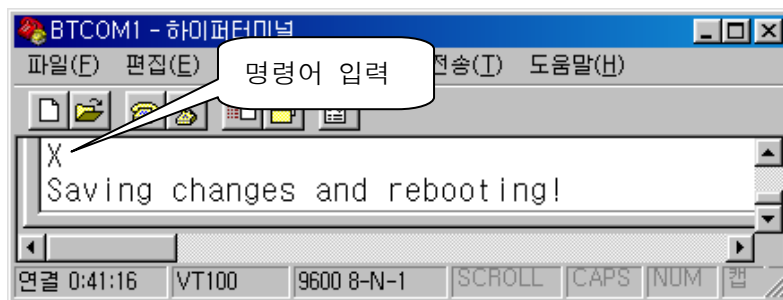 BTCOM1 - 하이퍼터미널
파일(F) 편집(E) 전송(T) 도움말(H)
명령어 입력
X
Saving changes and rebooting!
연결 0:41:16 VT100 9600 8-N-1 SCROLL CAPS NUM 캡